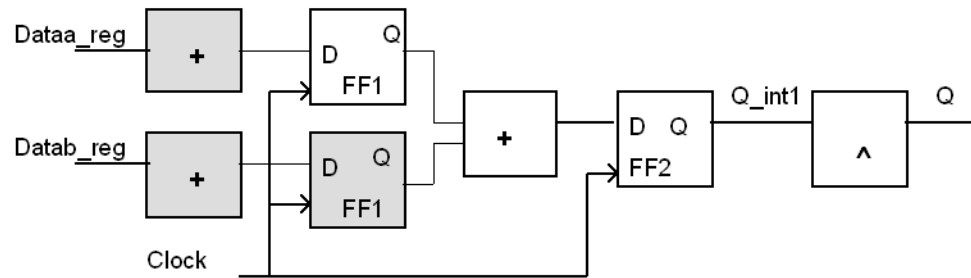 Dataa_reg
+
D
Q
FF1
Datab_reg
+
D
Q
FF1
+
D
Q
FF2
Q_int1
^
Q
Clock